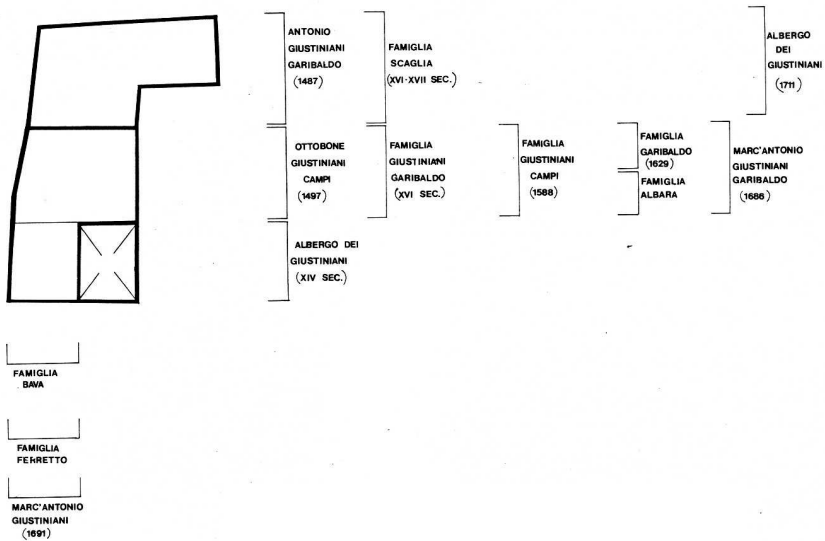 ANTONIO
GIUSTINIANI
GARIBALDO
(1487)
FAMIGLIA
SCAGLIA
(XVI-XVII SEC.)
ALBERGO
DEI
GIUSTINIANI
(1711)
OTTOBONE
GIUSTINIANI
CAMPI
(1497)
FAMIGLIA
GIUSTINIANI
GARIBALDO
(XVI SEC.)
FAMIGLIA
GIUSTINIANI
CAMPI
(1588)
FAMIGLIA
GARIBALDO
(1629)
FAMIGLIA
ALBARA
MARC'ANTONIO
GIUSTINIANI
GARIBALDO
(1686)
ALBERGO DEI
GIUSTINIANI
(XIV SEC.)
FAMIGLIA
BAVA
FAMIGLIA
FERRETTO
MARC'ANTONIO
GIUSTINIANI
(1691)